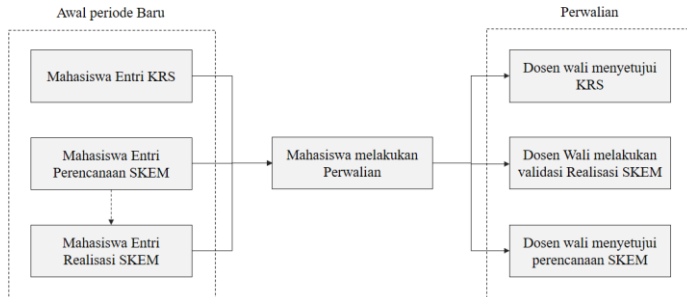 Awal periode Baru
Perwalian
Mahasiswa Entri KRS
Mahasiswa Entri
Perencanaan SKEM
Mahasiswa Entri
Realisasi SKEM
Mahasiswa melakukan
Perwalian
Dosen wali menyetujui
KRS
Dosen Wali melakukan
validasi Realisasi SKEM
Dosen wali menyetujui
perencanaan SKEM